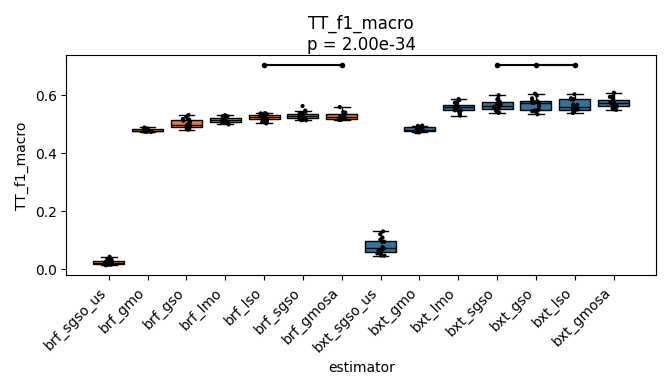 TT_f1_macro
p = 2.00e-34
TT_f1_macro
0.6
0.4
0.2
0.0
brf_sgso_us
brf_gmo
brf_gso
brf_lmo
brf_lso
brf_sgso
brf_gmosa
bxt_sgso_us
bxt_gmo
bxt_lmo
bxt_sgso
bxt_gso
bxt_lso
bxt_gmosa
estimator